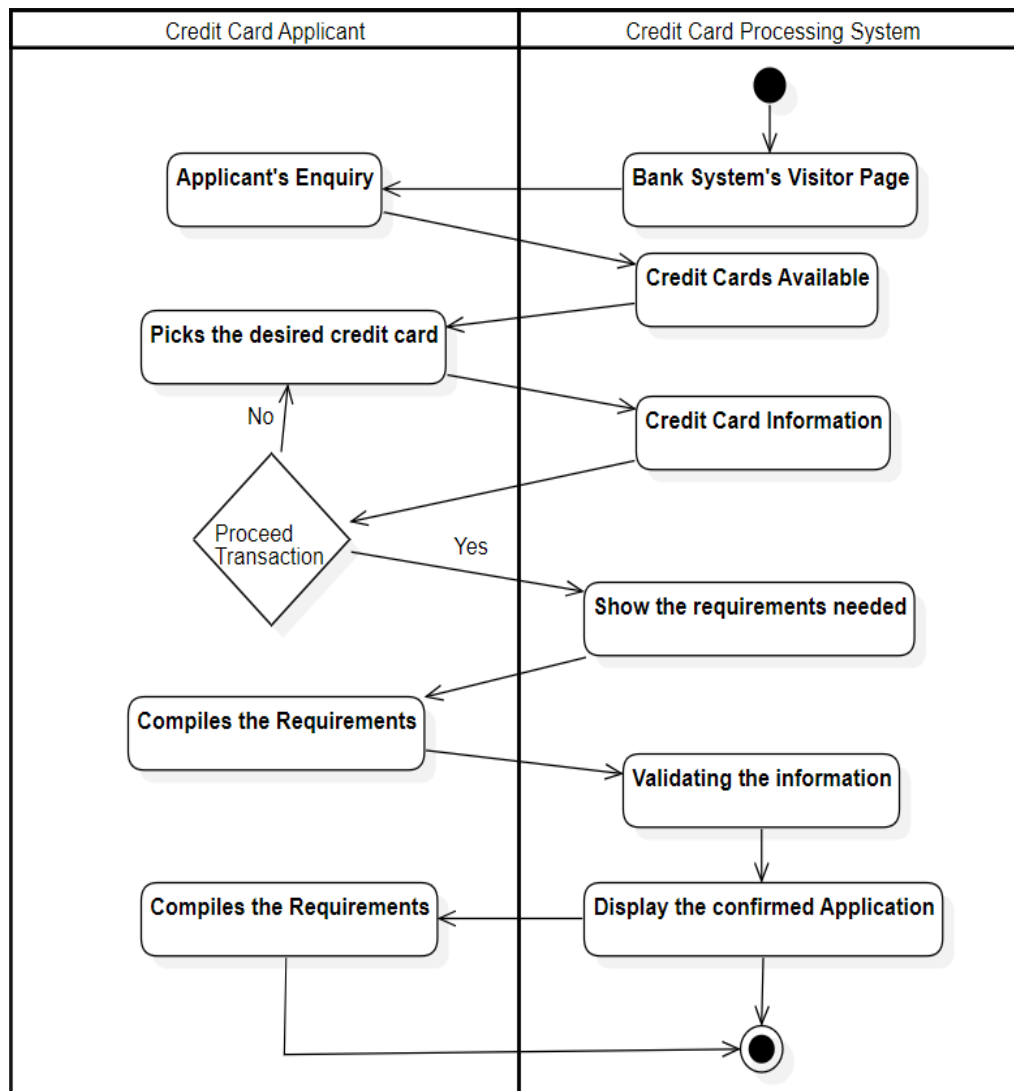 Credit Card Applicant
Credit Card Processing System
Applicant's Enquiry
Bank System's Visitor Page
Credit Cards Available
Picks the desired credit card
No
Credit Card Information
Proceed
Transaction
Yes
Show the requirements needed
Compiles the Requirements
Validating the information
Compiles the Requirements
Display the confirmed Application